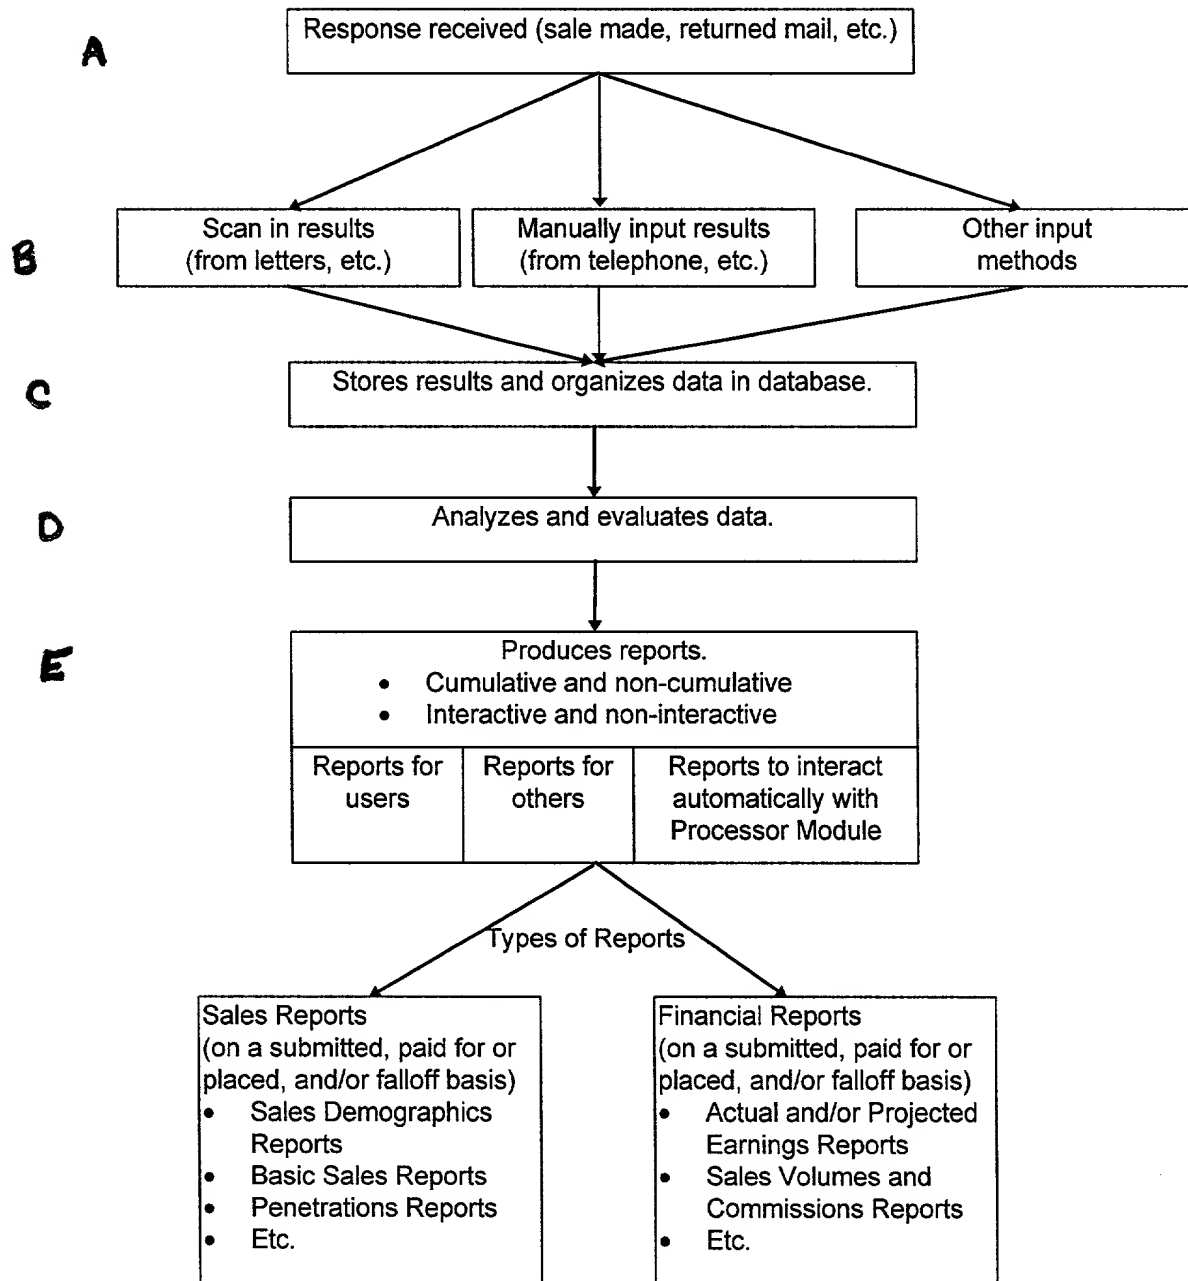 A
Response received (sale made, returned mail, etc.)
B
Scan in results
(from letters, etc.)
Manually input results
(from telephone, etc.)
Other input
methods
C
Stores results and organizes data in database.
D
Analyzes and evaluates data.
E
Produces reports.
• Cumulative and non-cumulative
• Interactive and non-interactive
Reports for
users
Reports for
others
Reports to interact
automatically with
Processor Module
Types of Reports
Sales Reports
(on a submitted, paid for or
placed, and/or falloff basis)
• Sales Demographics
Reports
• Basic Sales Reports
• Penetrations Reports
• Etc.
Financial Reports
(on a submitted, paid for or
placed, and/or falloff basis)
• Actual and/or Projected
Earnings Reports
• Sales Volumes and
Commissions Reports
• Etc.